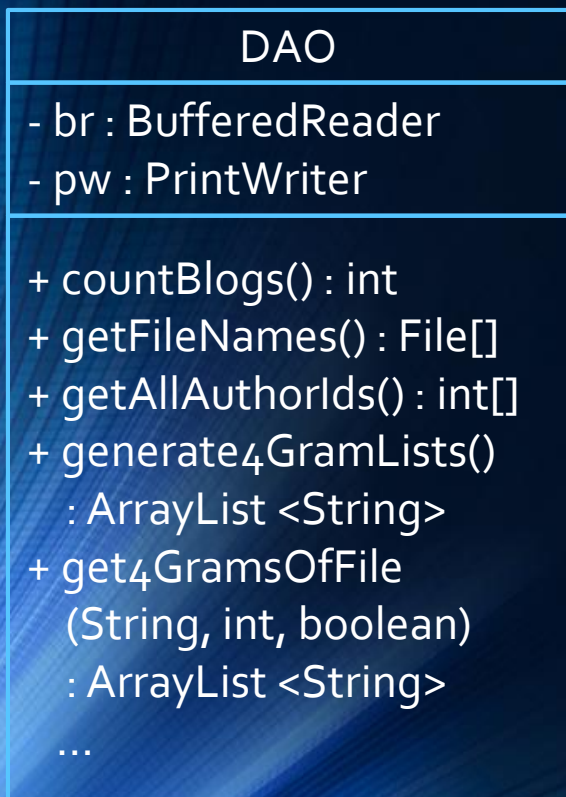 DAO
- br : BufferedReader
- pw : PrintWriter
+ countBlogs() : int
+ getFileNames() : File[]
+ getAllAuthorIds() : int[]
+ generate4GramLists()
: ArrayList <String>
+ get4GramsOfFile
(String, int, boolean)
: ArrayList <String>
...